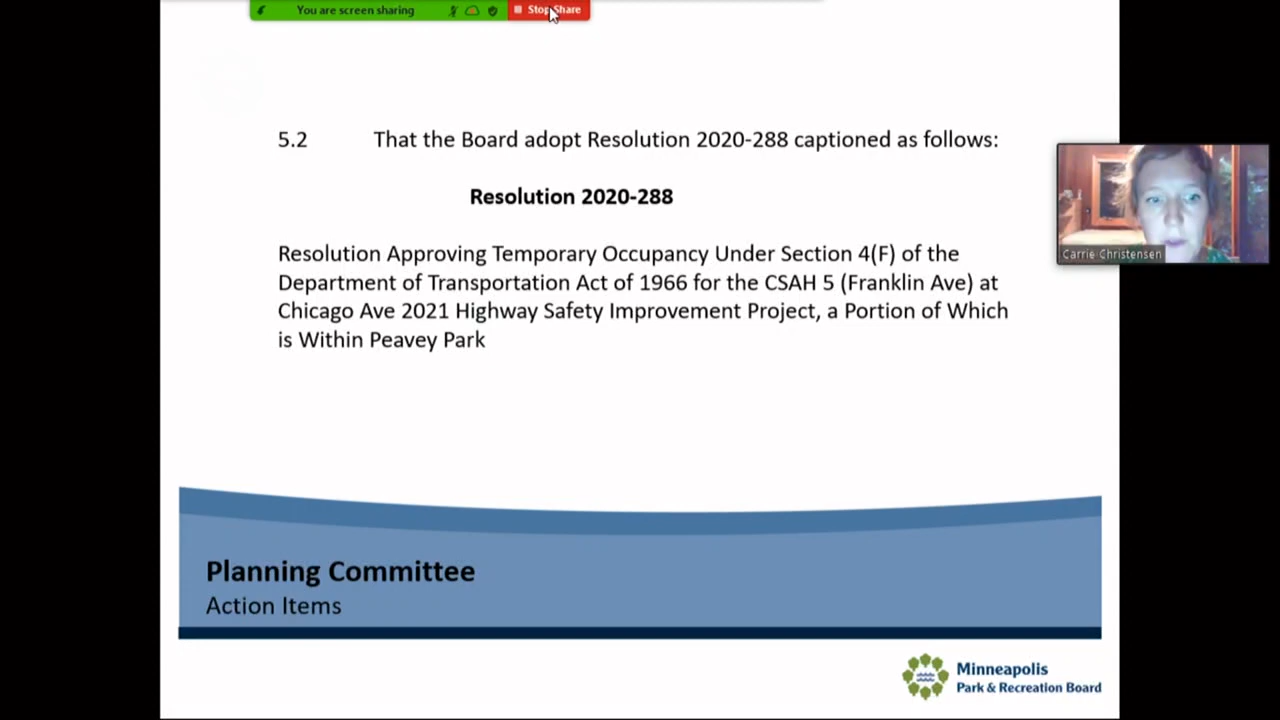 You are screen sharing
Stop Share
5.2 That the Board adopt Resolution 2020-288 captioned as follows:
Resolution 2020-288
Resolution Approving Temporary Occupancy Under Section 4(F) of the
Department of Transportation Act of 1966 for the CSAH 5 (Franklin Ave) at
Chicago Ave 2021 Highway Safety Improvement Project, a Portion of Which
is Within Peavey Park
Carrie Christensen
Planning Committee
Action Items
Minneapolis
Park & Recreation Board